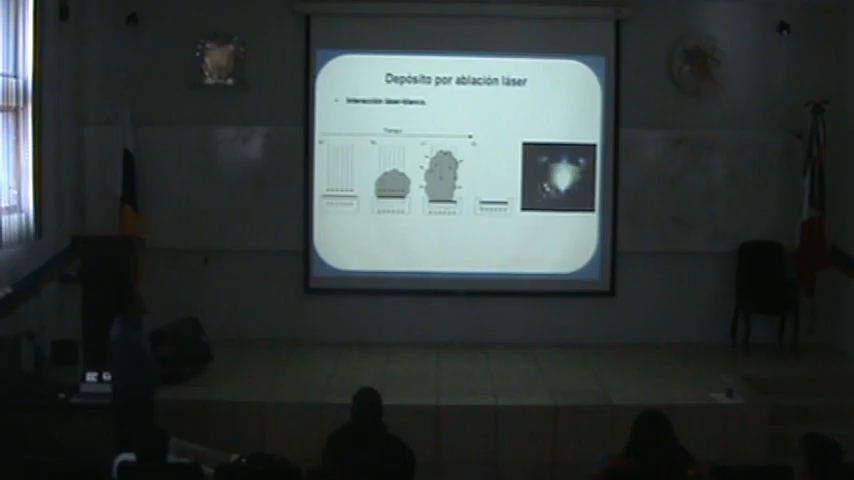 Depósito por ablación láser
• Interacción láser-blanco.
Tiempo